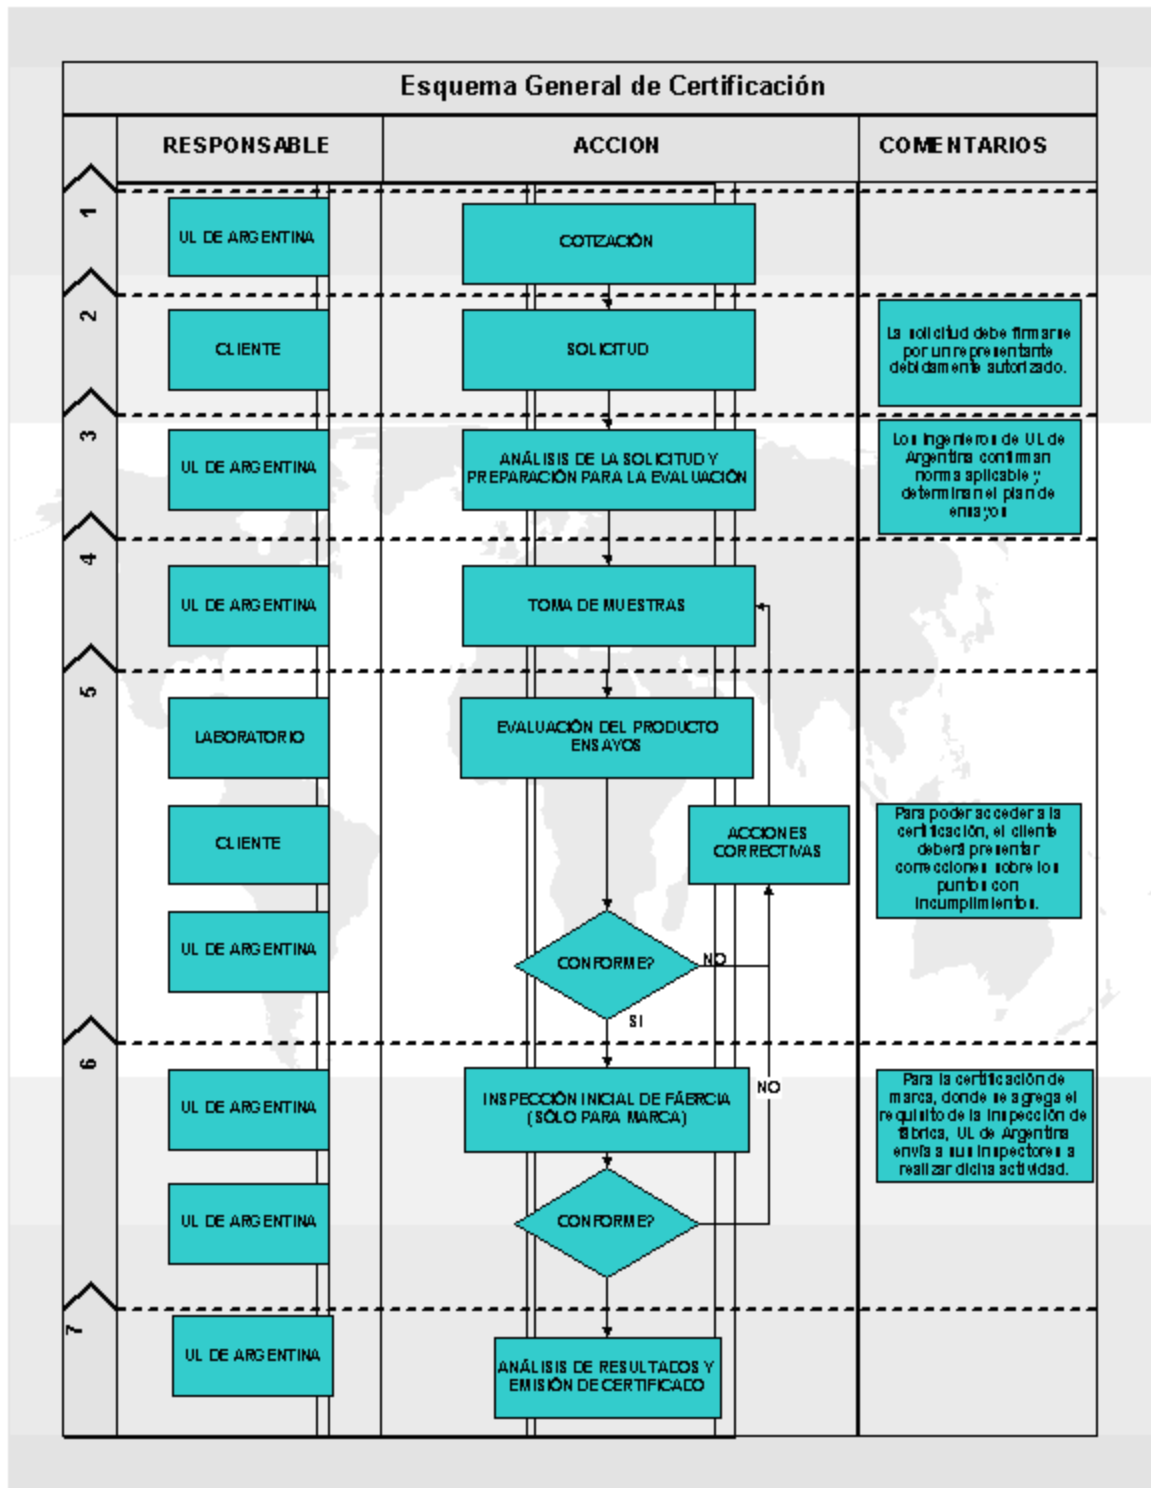 Esquema General de Certificación
RESPONSABLE
ACCION
COMENTARIOS
1
UL DE ARGENTINA
COTIZACIÓN
2
CLIENTE
SOLICITUD
La solicitud debe firmarse
por un representante
debidamente autorizado.
3
UL DE ARGENTINA
ANÁLISIS DE LA SOLICITUD Y
PREPARACIÓN PARA LA EVALUACIÓN
Los ingenieros de UL de
Argentina confirman
norma aplicable y
determinan el plan de
ensayos
4
UL DE ARGENTINA
TOMA DE MUESTRAS
5
LABORATORIO
EVALUACIÓN DEL PRODUCTO
ENSAYOS
CLIENTE
ACCIONES
CORRECTIVAS
Para poder acceder a la
certificación, el cliente
deberá presentar
correcciones sobre los
puntos con
incumplimientos.
UL DE ARGENTINA
CONFORME?
NO
SI
6
UL DE ARGENTINA
INSPECCIÓN INICIAL DE FÁBRCIA
(SÓLO PARA MARCA)
NO
Para la certificación de
marca, donde se agrega el
requisito de la inspección de
fábrica, UL de Argentina
envía a sus inspectores a
realizar dicha actividad.
UL DE ARGENTINA
CONFORME?
7
UL DE ARGENTINA
ANÁLISIS DE RESULTADOS Y
EMISIÓN DE CERTIFICADO